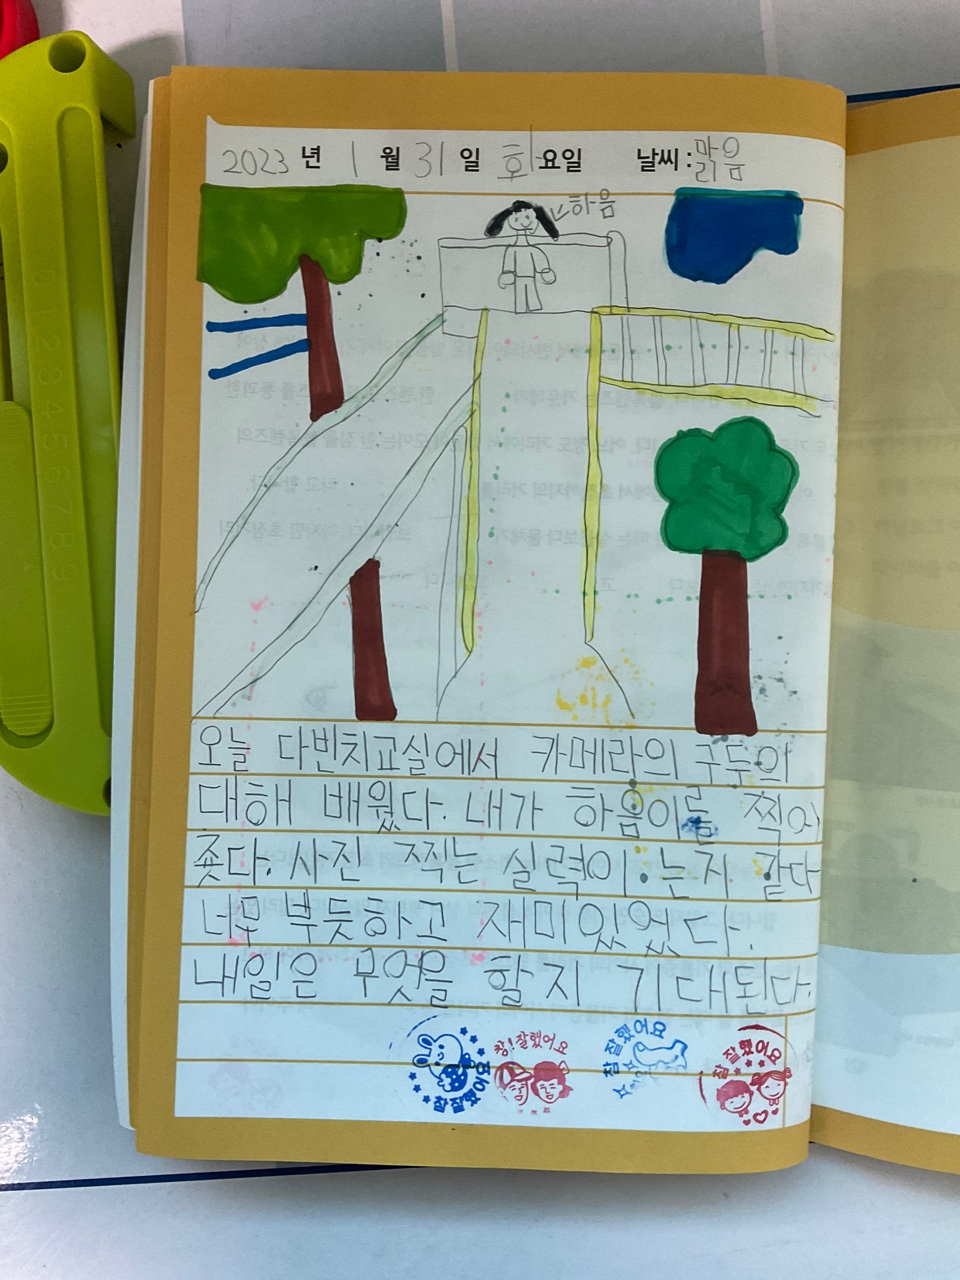 2023 년 1 월 31 일 화 요일 날씨 : 맑음
하음
오늘 다빈치교실에서 카메라의 구두의
대해 배웠다. 내가 하음이를 찍어
줬다. 사진 찍는 실력이 는지 같다
너무 뿌듯하고 재미있었다.
내일은 무엇을 할지 기대된다.
참잘했어요
참!잘했어요
참잘했어요
참잘했어요